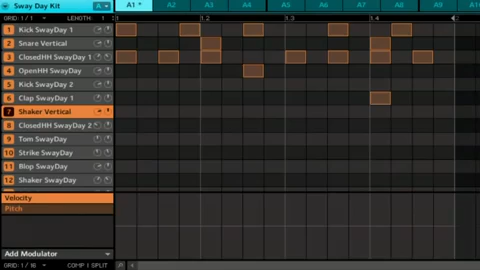 Sway Day Kit A A1 * A2 A3 A4 A5 A6 A7 A8 A9 A10
GRID: 1 / 1 LENGTH: 1 1 1.2 1.3 1.4 2
1 Kick SwayDay 1
2 Snare Vertical
3 ClosedHH SwayDay 1
4 OpenHH SwayDay
5 Kick SwayDay 2
6 Clap SwayDay 1
7 Shaker Vertical
8 ClosedHH SwayDay 2
9 Tom SwayDay
10 Strike SwayDay
11 Blop SwayDay
12 Shaker SwayDay
Velocity
Pitch
Add Modulator
GRID: 1 / 16 COMP I SPLIT